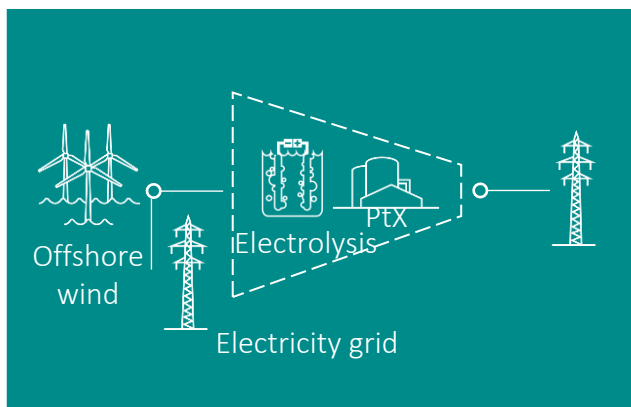 Offshore
wind
Electrolysis
PtX
Electricity grid